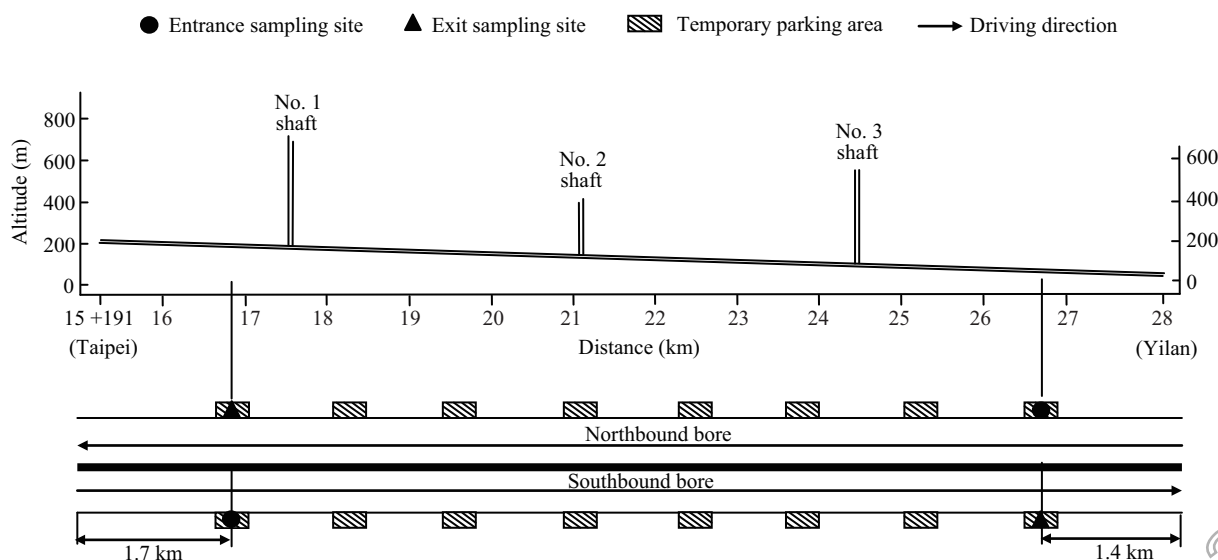 Entrance sampling site Exit sampling site Temporary parking area Driving direction
No. 1
shaft
No. 2
shaft
No. 3
shaft
Altitude (m)
800
600
400
200
0
600
400
200
0
15 +191 16 17 18 19 20 21 22 23 24 25 26 27 28
(Taipei) Distance (km) (Yilan)
Northbound bore
Southbound bore
1.7 km 1.4 km